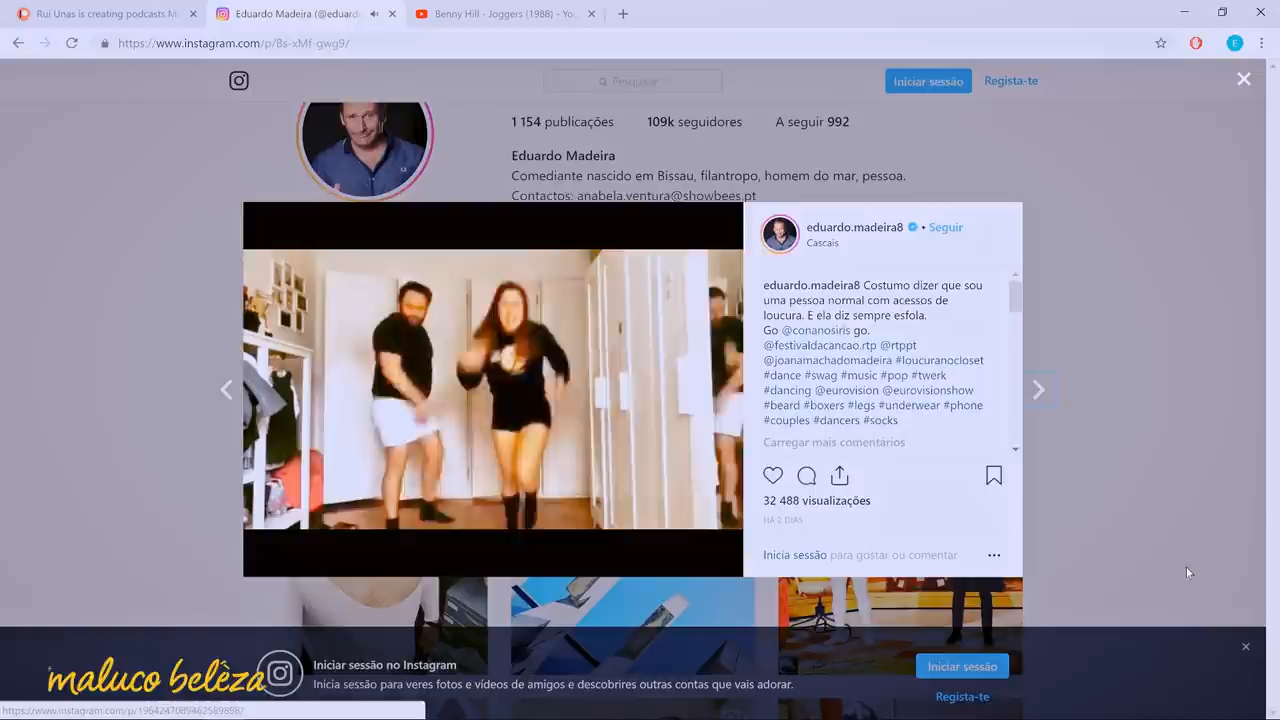 Rui Unas is creating podcasts M
Eduardo Madeira (@eduard
Benny Hill - Joggers (1988) - You
https://www.instagram.com/p/Bs-xMf-gwg9/
Pesquisar
Iniciar sessão
Regista-te
1 154 publicações 109k seguidores A seguir 992
Eduardo Madeira
Comediante nascido em Bissau, filantropo, homem do mar, pessoa.
Contactos: anabela.ventura@showbees.pt
eduardo.madeira8 • Seguir
Cascais
eduardo.madeira8 Costumo dizer que sou
uma pessoa normal com acessos de
loucura. E ela diz sempre esfola.
Go @conanosiris go.
@festivaldacancao.rtp @rtppt
@joanamachadomadeira #loucuranocloset
#dance #swag #music #pop #twerk
#dancing @eurovision @eurovisionshow
#beard #boxers #legs #underwear #phone
#couples #dancers #socks
Carregar mais comentários
32 488 visualizações
HÁ 2 DIAS
Inicia sessão para gostar ou comentar
maluco belêza
Iniciar sessão no Instagram
Inicia sessão para veres fotos e vídeos de amigos e descobrires outras contas que vais adorar.
Iniciar sessão
Regista-te